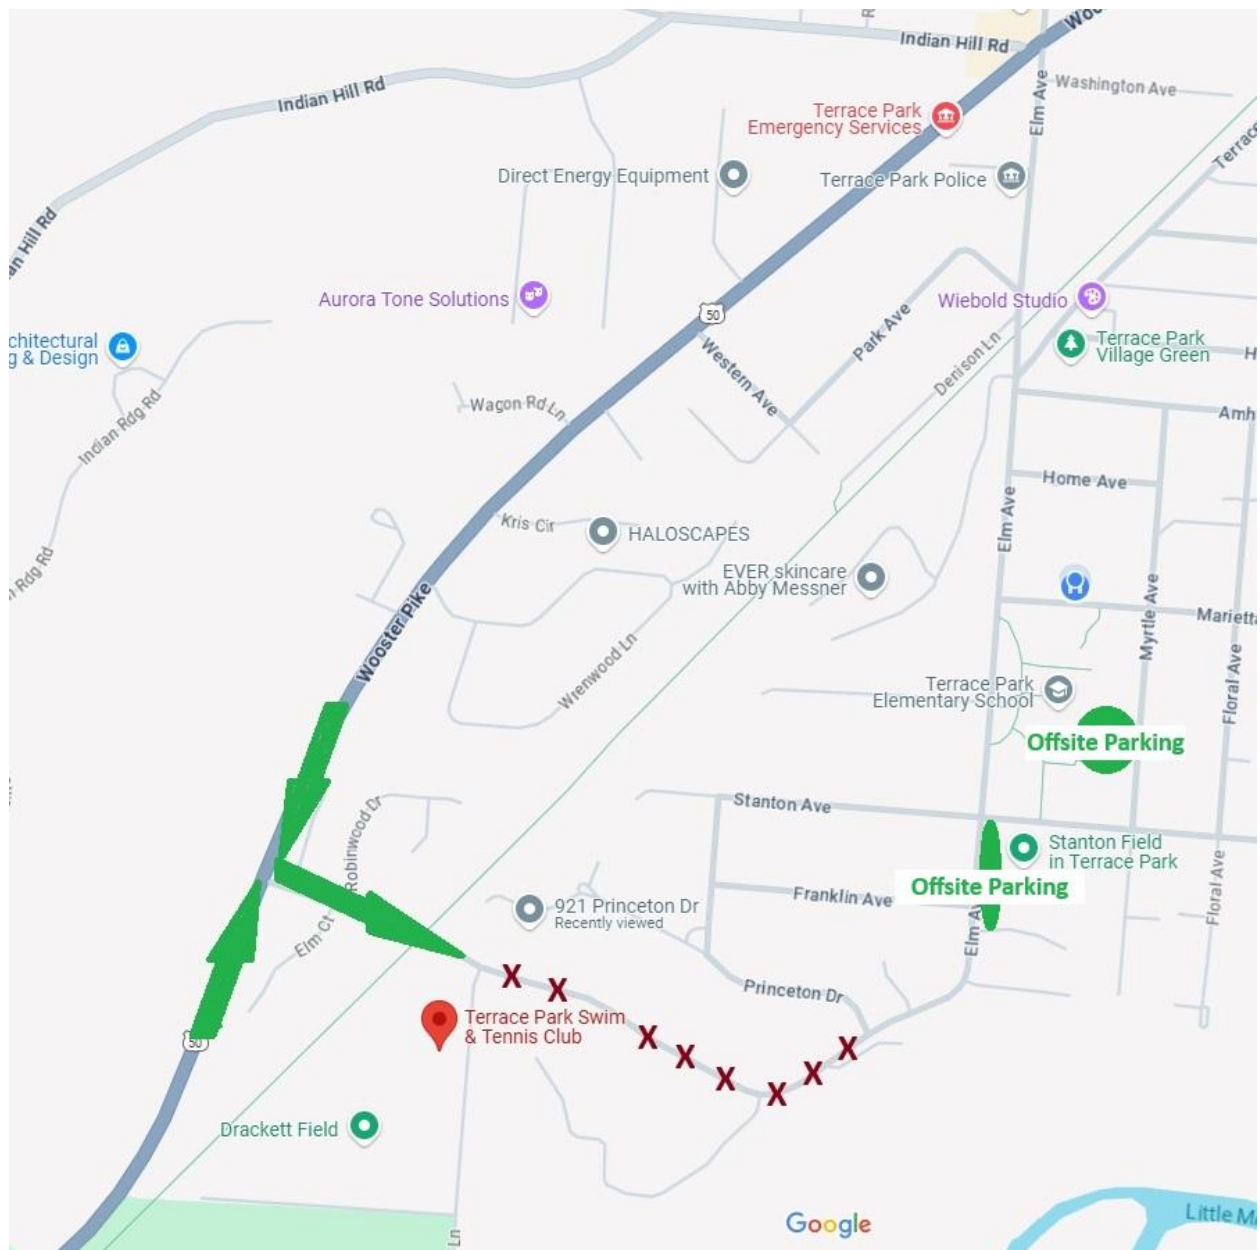 Indian Hill Rd
Indian Hill Rd
Elm Ave
Washington Ave
Terrace Park
Emergency Services
Terrace
Direct Energy Equipment
Terrace Park Police
Aurora Tone Solutions
Wiebold Studio
50
Park Ave
Denison Ln
Terrace Park
Village Green
& Design
Western Ave
Wagon Rd Ln
Indian Rdg Rd
Home Ave
Kris Cir
HALOSCAPES
Elm Ave
Rdg Rd
EVER skincare
with Abby Messner
Wooster Pike
Myrtle Ave
Marietta
Wrenwood Ln
Floral Ave
Terrace Park
Elementary School
Offsite Parking
Stanton Ave
Robinwood Dr
Stanton Field
in Terrace Park
Offsite Parking
Franklin Ave
Floral Ave
921 Princeton Dr
Recently viewed
Elm Ct
Elm Ave
X X X X X X X X
Princeton Dr
Terrace Park Swim
& Tennis Club
50
Drackett Field
Google
Little
Ln